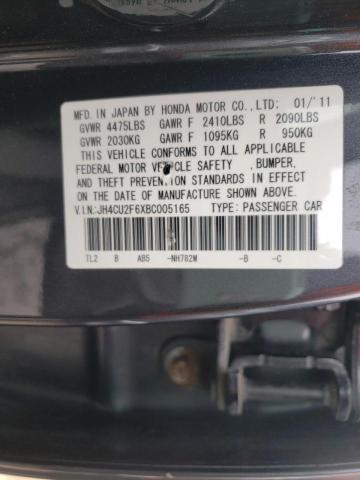 MFD. IN JAPAN BY HONDA MOTOR CO., LTD: 01/'11
GVWR 4475LBS GAWR F 2410LBS R 2090LBS
GVWR 2030KG GAWR F 1095KG R 950KG
THIS VEHICLE CONFORMS TO ALL APPLICABLE
FEDERAL MOTOR VEHICLE SAFETY , BUMPER,
AND THEFT PREVENTION STANDARDS IN EFFECT
ON THE DATE OF MANUFACTURE SHOWN ABOVE.
V.I.N.:JH4CU2F6XBC005165 TYPE: PASSENGER CAR
TL2 B AB5 -NH782M -B -C